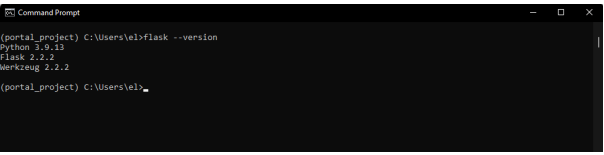 Command Prompt
(portal_project) C:\Users\el>flask --version
Python 3.9.13
Flask 2.2.2
Werkzeug 2.2.2
(portal_project) C:\Users\el>